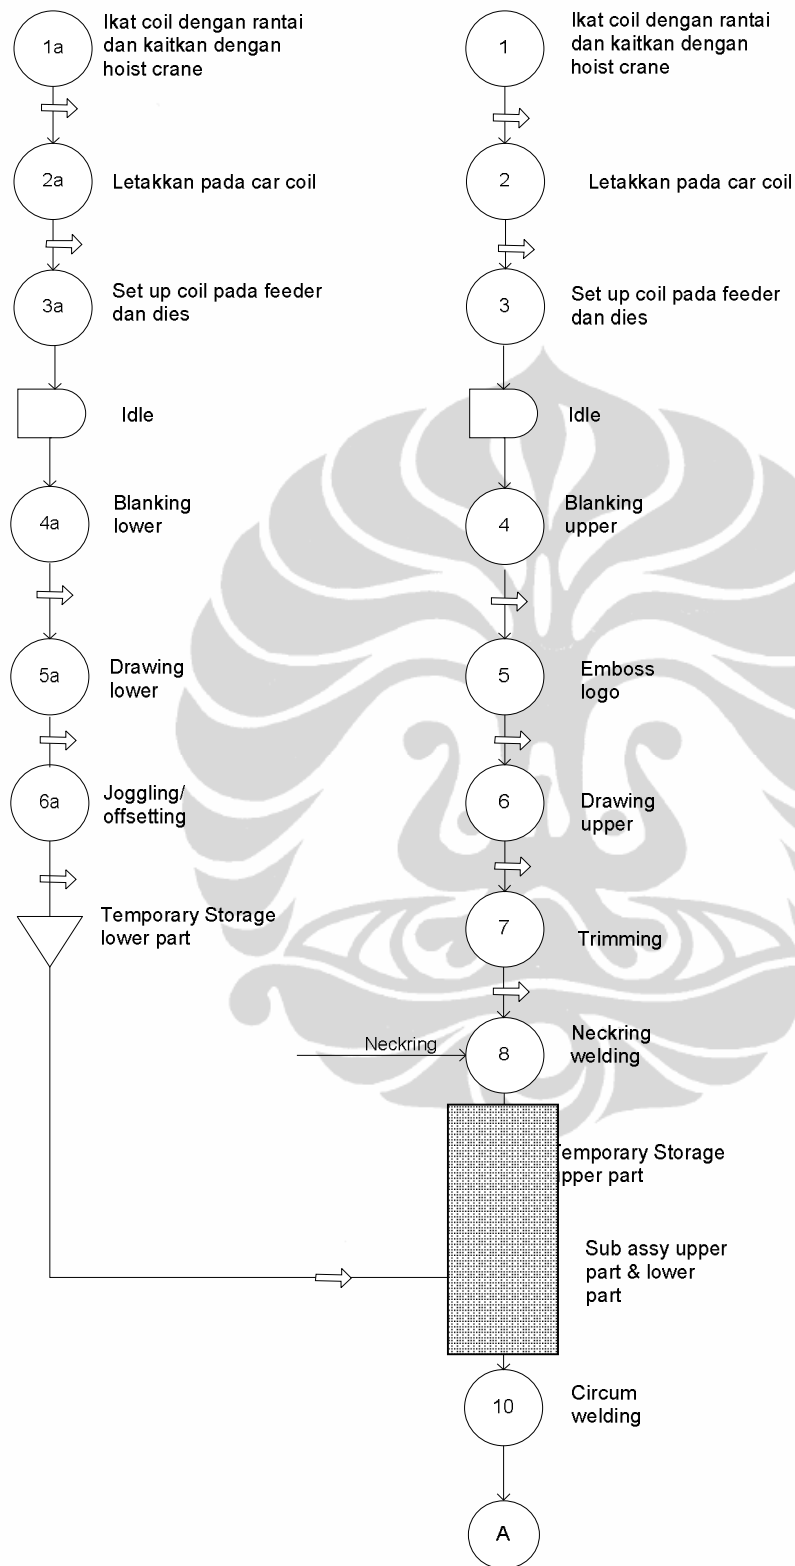 1a
Ikat coil dengan rantai
dan kaitkan dengan
hoist crane
2a
Letakkan pada car coil
3a
Set up coil pada feeder
dan dies
Idle
4a
Blanking
lower
5a
Drawing
lower
6a
Joggling/
offsetting
Temporary Storage
lower part
1
Ikat coil dengan rantai
dan kaitkan dengan
hoist crane
2
Letakkan pada car coil
3
Set up coil pada feeder
dan dies
Idle
4
Blanking
upper
5
Emboss
logo
6
Drawing
upper
7
Trimming
Neckring
8
Neckring
welding
Temporary Storage
upper part
Sub assy upper
part & lower
part
10
Circum
welding
A